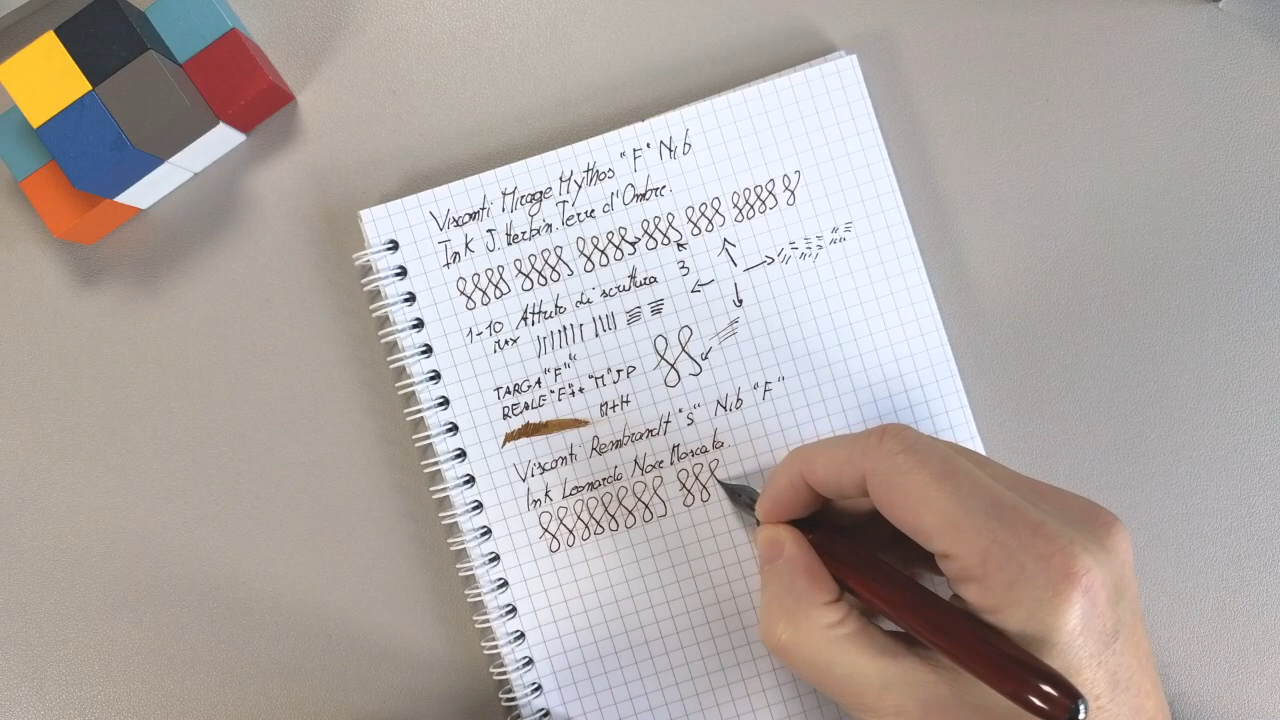 Visconti Mirage Mythos "F" Nib
Ink J. Herbin. Terre d'Ombre.
1-10 Attrito di scrittura 3
MAX
TARGA "F"
REALE "F"++ "M" JP
M+H
Visconti Rembrandt "S" Nib "F"
Ink Leonardo Noce Moscata.